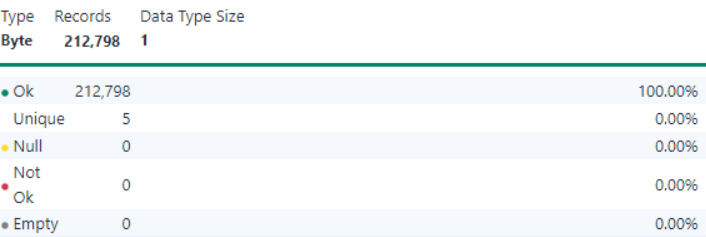 Type Records Data Type Size
Byte 212,798 1
Ok 212,798 100.00%
Unique 5 0.00%
Null 0 0.00%
Not
Ok 0 0.00%
Empty 0 0.00%